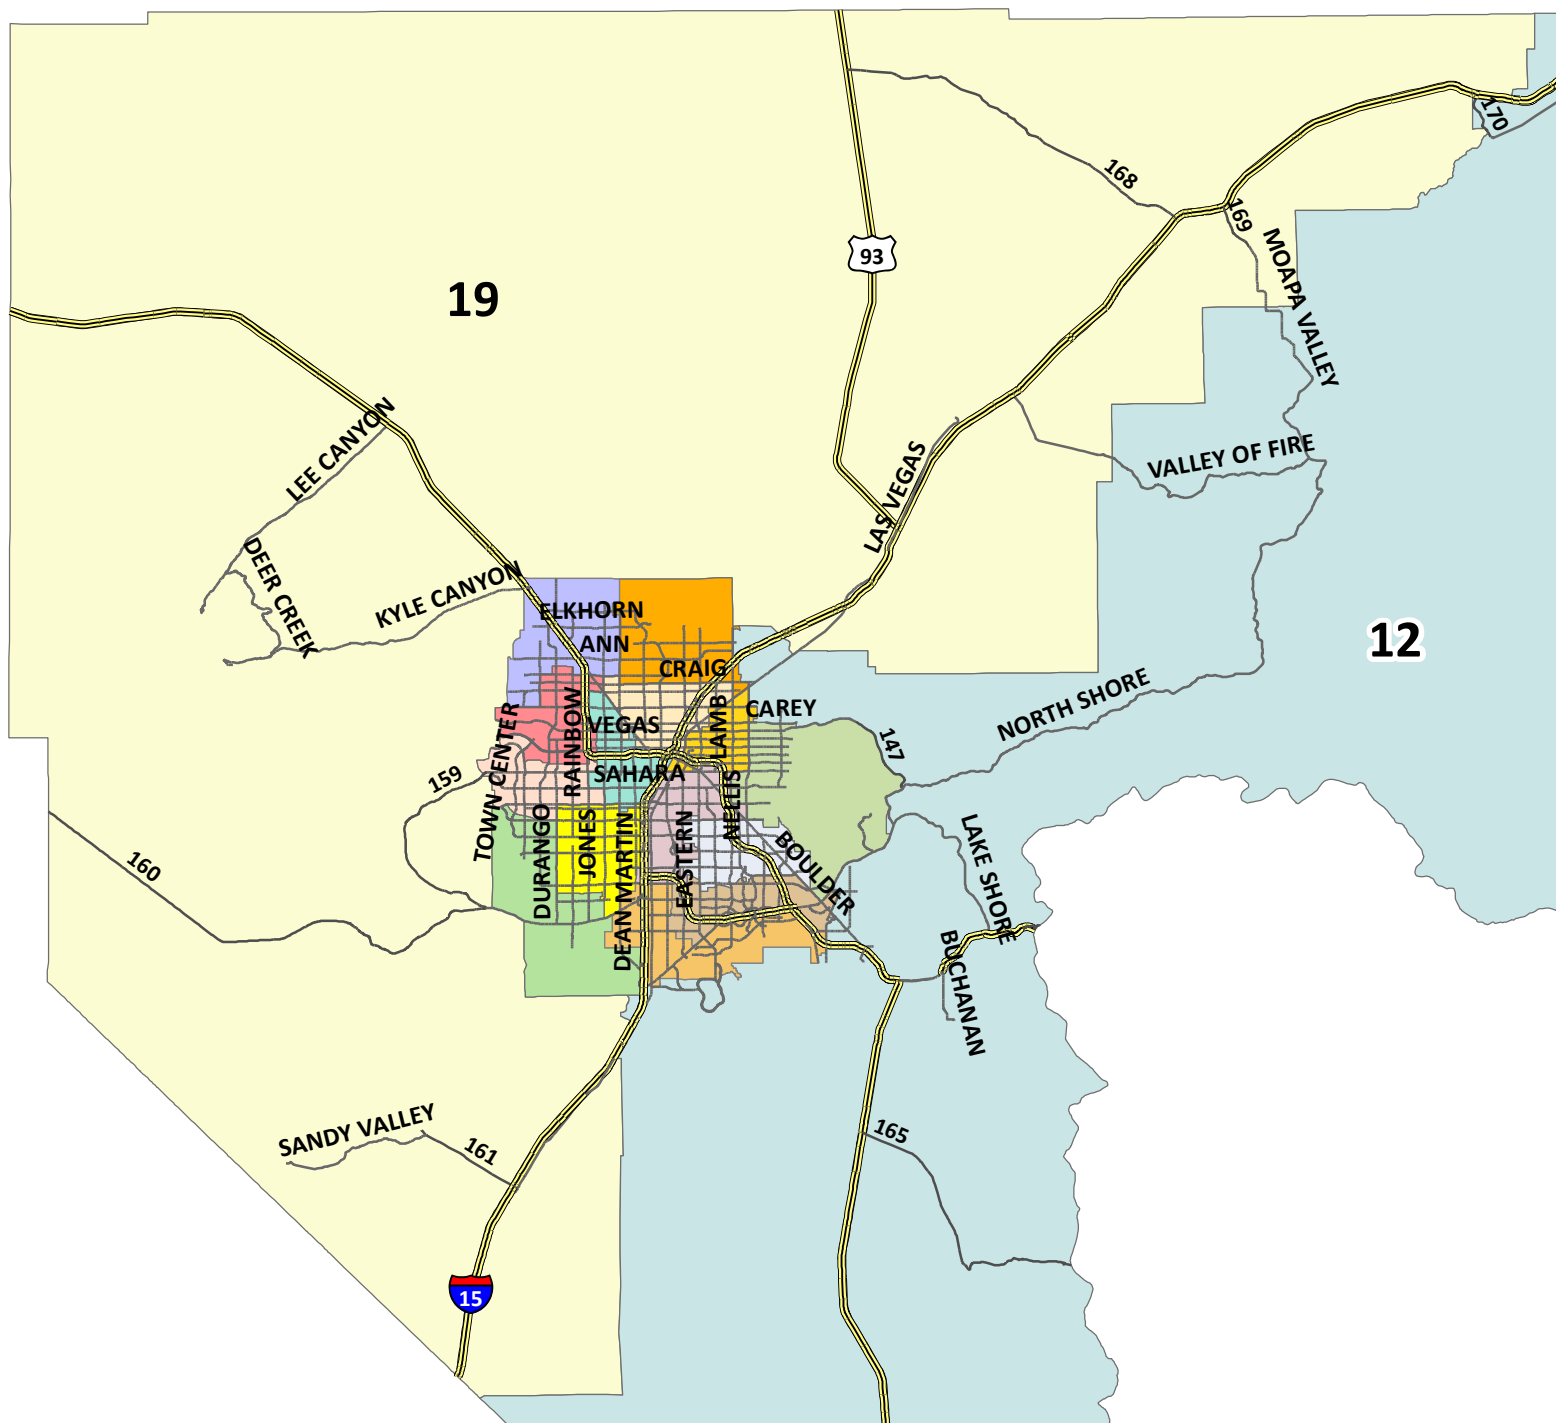 170
168
169
MOAPA VALLEY
93
19
LEE CANYON
LAS VEGAS
VALLEY OF FIRE
DEER CREEK
KYLE CANYON
ELKHORN
ANN
12
CRAIG
NORTH SHORE
RAINBOW
VEGAS
LAMB
CAREY
TOWN CENTER
147
159
SAHARA
NELLIS
DURANGO
JONES
DEAN MARTIN
EASTERN
BOULDER
LAKE SHORE
160
BUCHANAN
SANDY VALLEY
161
165
15